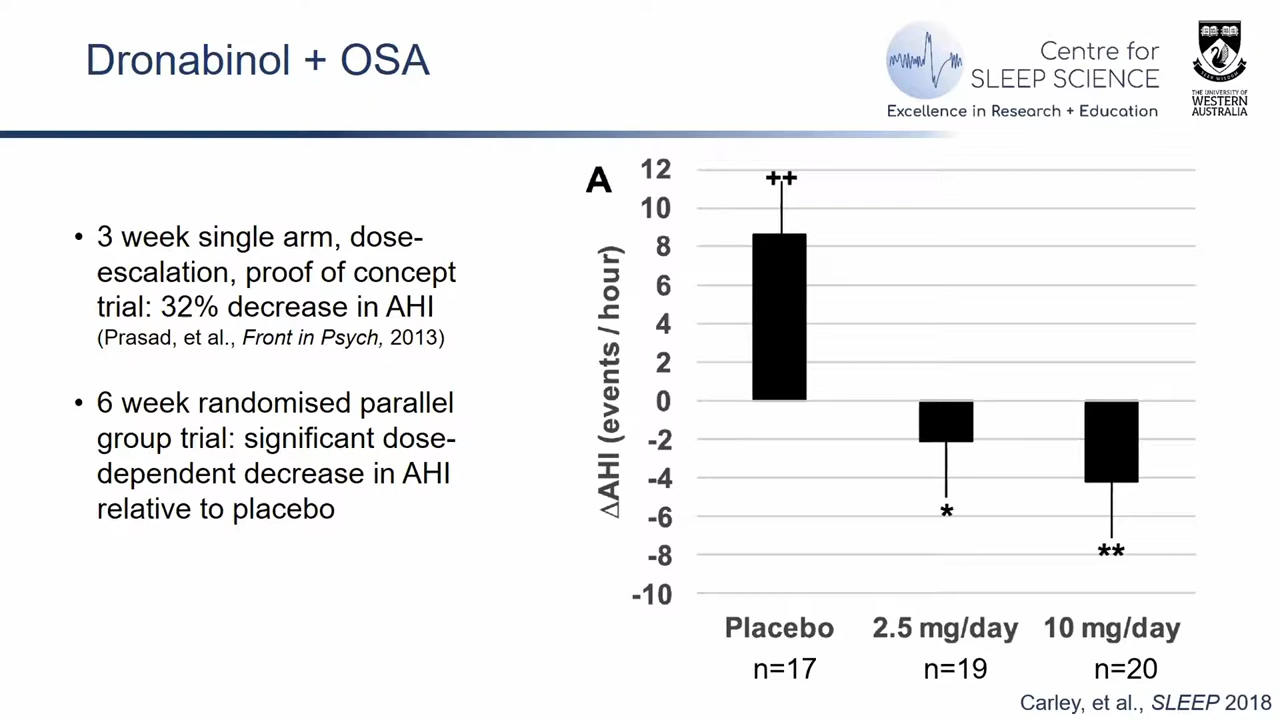 Dronabinol + OSA
Centre for
SLEEP SCIENCE
Excellence in Research + Education
THE UNIVERSITY OF
WESTERN
AUSTRALIA
• 3 week single arm, dose-
escalation, proof of concept
trial: 32% decrease in AHI
(Prasad, et al., Front in Psych, 2013)
• 6 week randomised parallel
group trial: significant dose-
dependent decrease in AHI
relative to placebo
A
ΔAHI (events / hour)
12
10
8
6
4
2
0
-2
-4
-6
-8
-10
++
*
**
Placebo 2.5 mg/day 10 mg/day
n=17 n=19 n=20
Carley, et al., SLEEP 2018